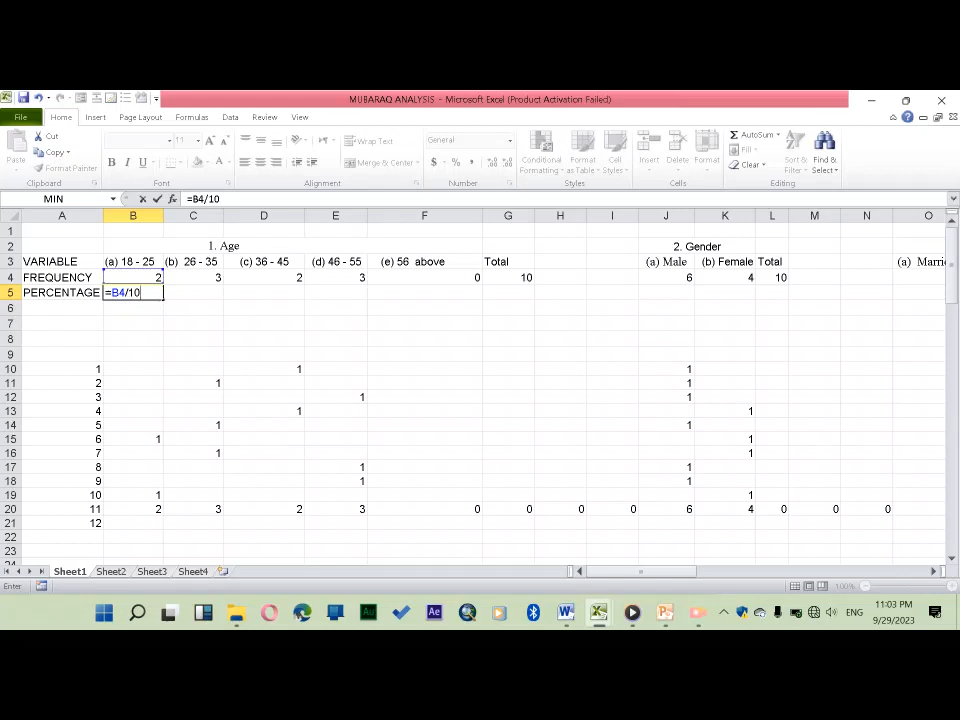 MUBARAQ ANALYSIS - Microsoft Excel (Product Activation Failed)
File Home Insert Page Layout Formulas Data Review View
Cut
Copy
Format Painter
Paste
Clipboard
11
B I U A
Font
Wrap Text
Merge & Center
Alignment
General
$ % ,
Number
Conditional Formatting
Format as Table
Cell Styles
Styles
Insert Delete Format
Cells
Σ AutoSum
Fill
Clear
Sort & Filter
Find & Select
Editing
MIN fx =B4/10
A B C D E F G H I J K L M N O
1
2 1. Age 2. Gender
3 VARIABLE (a) 18 - 25 (b) 26 - 35 (c) 36 - 45 (d) 46 - 55 (e) 56 above Total (a) Male (b) Female Total (a) Marri
4 FREQUENCY 2 3 2 3 0 10 6 4 10
5 PERCENTAGE =B4/10
6
7
8
9
10 1 1 1
11 2 1 1
12 3 1 1
13 4 1 1
14 5 1 1
15 6 1 1
16 7 1 1
17 8 1 1
18 9 1 1
19 10 1 1
20 11 2 3 2 3 0 0 0 0 6 4 0 0 0
21 12
22
23
24
Sheet1 Sheet2 Sheet3 Sheet4
Enter 100%
Au Ae W P ENG 11:03 PM
9/29/2023